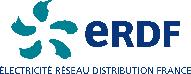 eRDF
ÉLECTRICITÉ RÉSEAU DISTRIBUTION FRANCE